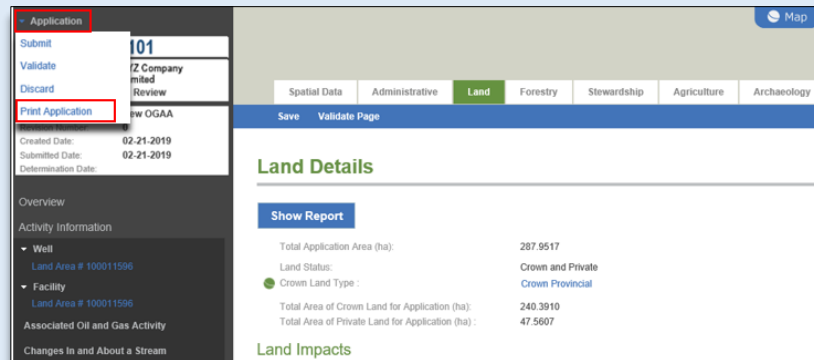 Application
Map
Submit
101
Validate
YZ Company
mited
Discard
Review
Print Application
ew OGAA
Revision Number: 0
Created Date: 02-21-2019
Submitted Date: 02-21-2019
Determination Date:
Spatial Data Administrative Land Forestry Stewardship Agriculture Archaeology
Save Validate Page
Overview
Activity Information
Well
Land Area # 100011596
Facility
Land Area # 100011596
Associated Oil and Gas Activity
Changes In and About a Stream
Land Details
Show Report
Total Application Area (ha): 287.9517
Land Status: Crown and Private
Crown Land Type : Crown Provincial
Total Area of Crown Land for Application (ha): 240.3910
Total Area of Private Land for Application (ha) : 47.5607
Land Impacts